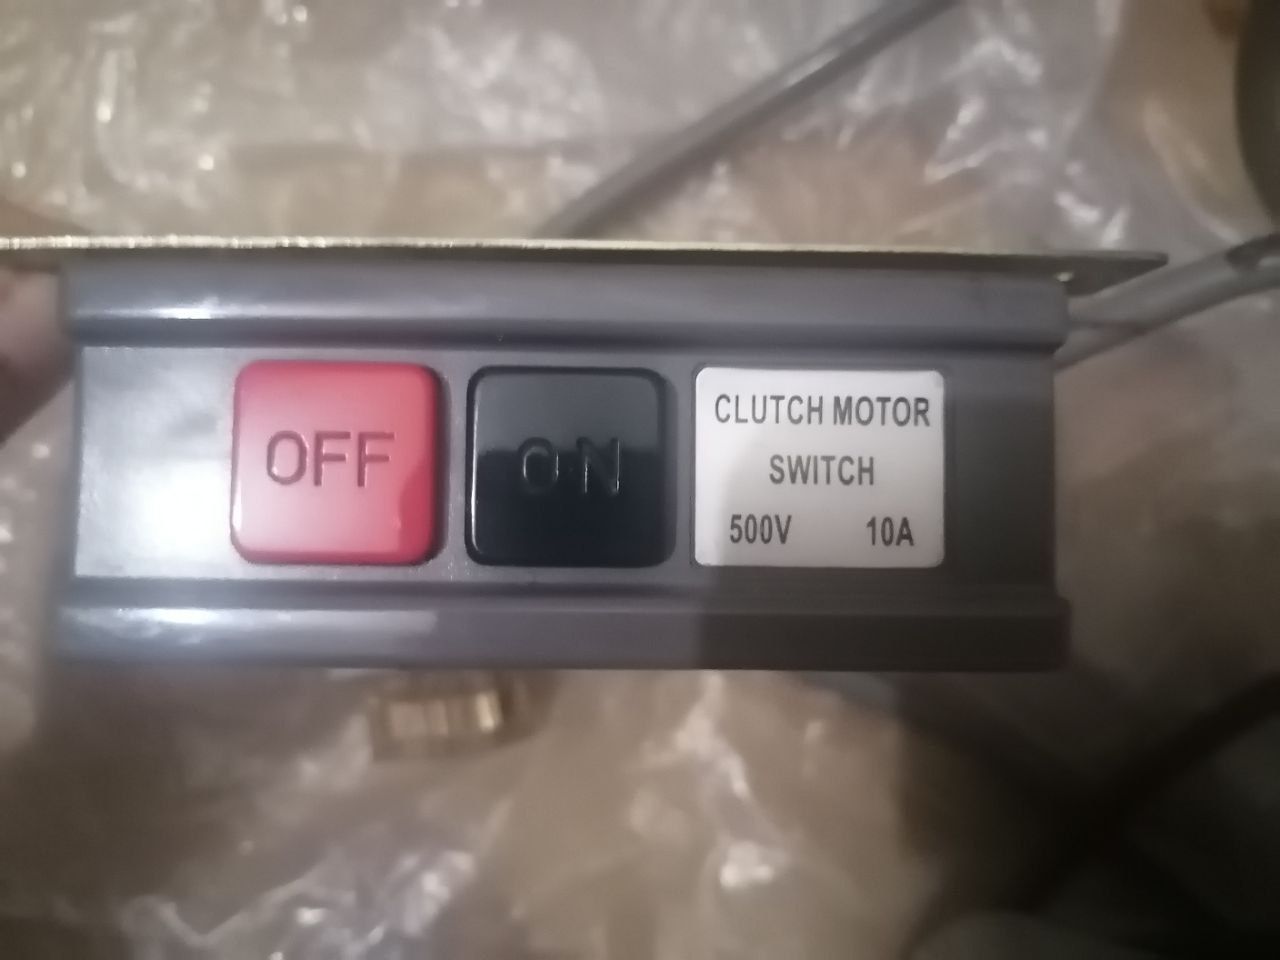 OFF
ON
CLUTCH MOTOR
SWITCH
500V 10A